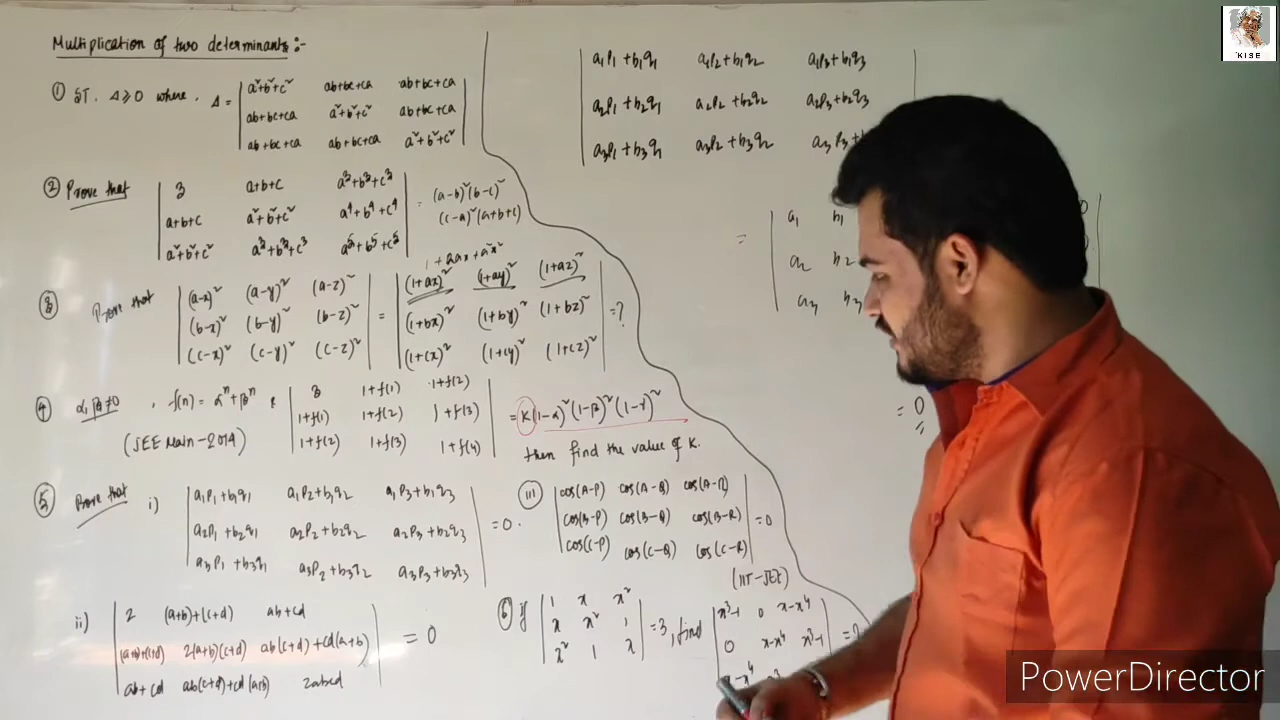 Multiplication of two determinants :-
① ST. Δ ≥ 0 where, Δ = | a²+b²+c² ab+bc+ca ab+bc+ca |
| ab+bc+ca a²+b²+c² ab+bc+ca |
| ab+bc+ca ab+bc+ca a²+b²+c² |
② Prove that | 3 a+b+c a³+b³+c³ |
| a+b+c a²+b²+c² a⁴+b⁴+c⁴ | = (a-b)²(b-c)²
| a²+b²+c² a³+b³+c³ a⁵+b⁵+c⁵ | (c-a)²(a+b+c)
1+2ax+a²x²
③ Prove that | (a-x)² (a-y)² (a-z)² | | (1+ax)² (1+ay)² (1+az)² |
| (b-x)² (b-y)² (b-z)² | = | (1+bx)² (1+by)² (1+bz)² | = ?
| (c-x)² (c-y)² (c-z)² | | (1+cx)² (1+cy)² (1+cz)² |
④ α, β ≠ 0, f(n) = αⁿ+βⁿ & | 3 1+f(1) 1+f(2) |
| 1+f(1) 1+f(2) 1+f(3) | = K(1-α)²(1-β)²(1-γ)²
(JEE Main-2014) | 1+f(2) 1+f(3) 1+f(4) |
then find the value of K.
⑤ Prove that i) | a₁p₁+b₁q₁ a₁p₂+b₁q₂ a₁p₃+b₁q₃ |
| a₂p₁+b₂q₁ a₂p₂+b₂q₂ a₂p₃+b₂q₃ | = 0.
| a₃p₁+b₃q₁ a₃p₂+b₃q₂ a₃p₃+b₃q₃ |
iii) | cos(A-P) cos(A-Q) cos(A-R) |
| cos(B-P) cos(B-Q) cos(B-R) | = 0
| cos(C-P) cos(C-Q) cos(C-R) |
(IIT-JEE)
ii) | 2 (a+b)+(c+d) ab+cd |
| (a+b)+(c+d) 2(a+b)(c+d) ab(c+d)+cd(a+b) | = 0
| ab+cd ab(c+d)+cd(a+b) 2abcd |
⑥ if | 1 x x² | | x³-1 0 x-x⁴ |
| x x² 1 | = 3, find | 0 x-x⁴ x³-1 | = ?
| x² 1 x | x-x⁴
| a₁p₁+b₁q₁ a₁p₂+b₁q₂ a₁p₃+b₁q₃ |
| a₂p₁+b₂q₁ a₂p₂+b₂q₂ a₂p₃+b₂q₃
| a₃p₁+b₃q₁ a₃p₂+b₃q₂ a₃p₃+
= | a₁ b₁
a₂ b₂
a₃ b₃
= 0
KISE
PowerDirector